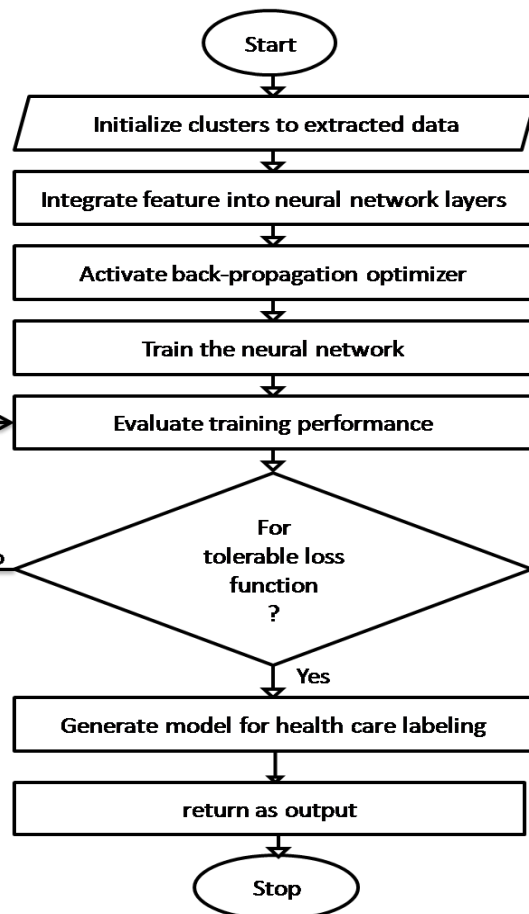 Start
Initialize clusters to extracted data
Integrate feature into neural network layers
Activate back-propagation optimizer
Train the neural network
Evaluate training performance
For
tolerable loss
function
?
Yes
Generate model for health care labeling
return as output
Stop